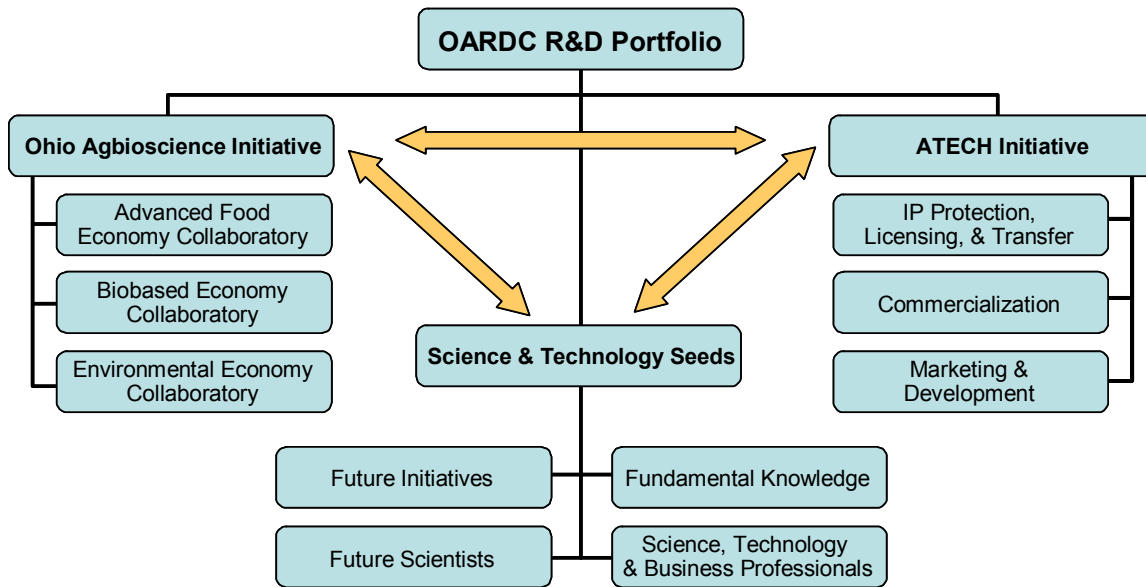 OARDC R&D Portfolio
Ohio Agbioscience Initiative
Advanced Food
Economy Collaboratory
Biobased Economy
Collaboratory
Environmental Economy
Collaboratory
ATECH Initiative
IP Protection,
Licensing, & Transfer
Commercialization
Marketing &
Development
Science & Technology Seeds
Future Initiatives
Fundamental Knowledge
Future Scientists
Science, Technology
& Business Professionals